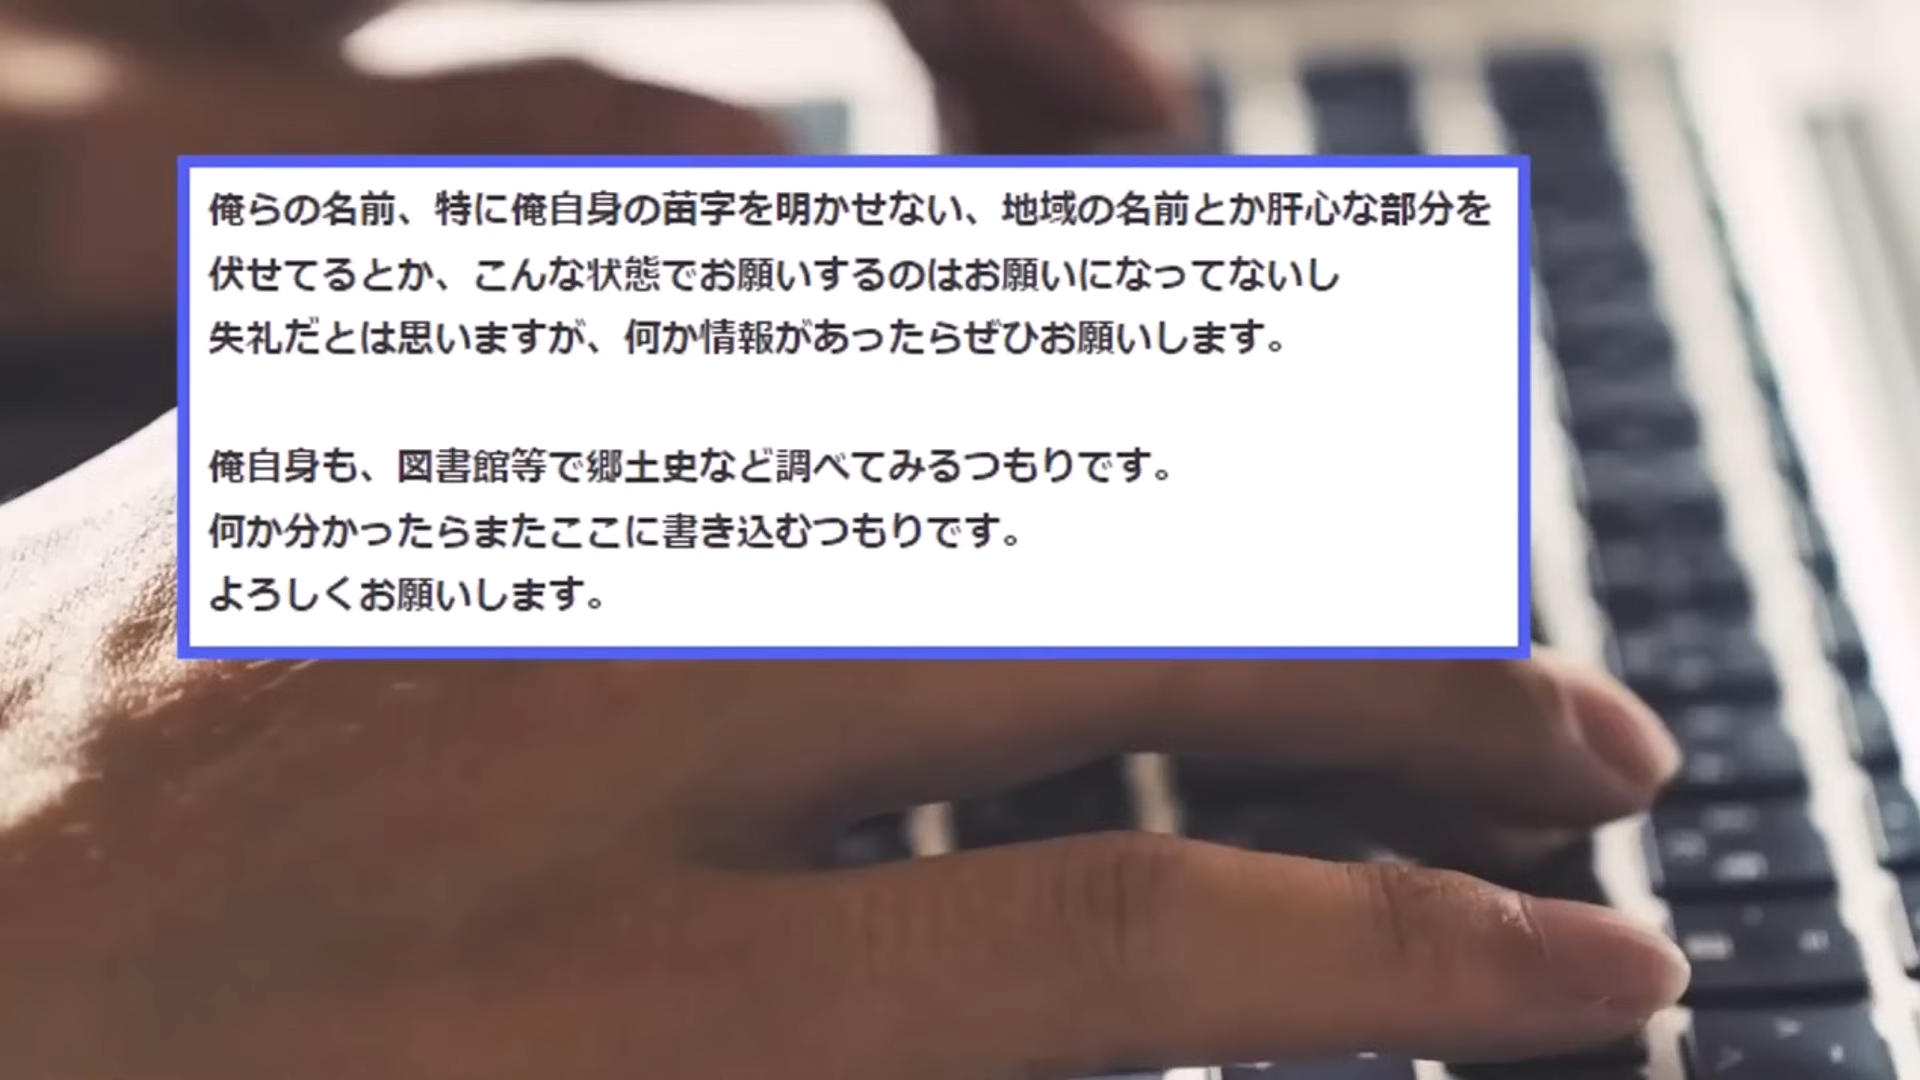 俺らの名前、特に俺自身の苗字を明かせない、地域の名前とか肝心な部分を
伏せてるとか、こんな状態でお願いするのはお願いになってないし
失礼だとは思いますが、何か情報があったらぜひお願いします。
俺自身も、図書館等で郷土史など調べてみるつもりです。
何か分かったらまたここに書き込むつもりです。
よろしくお願いします。